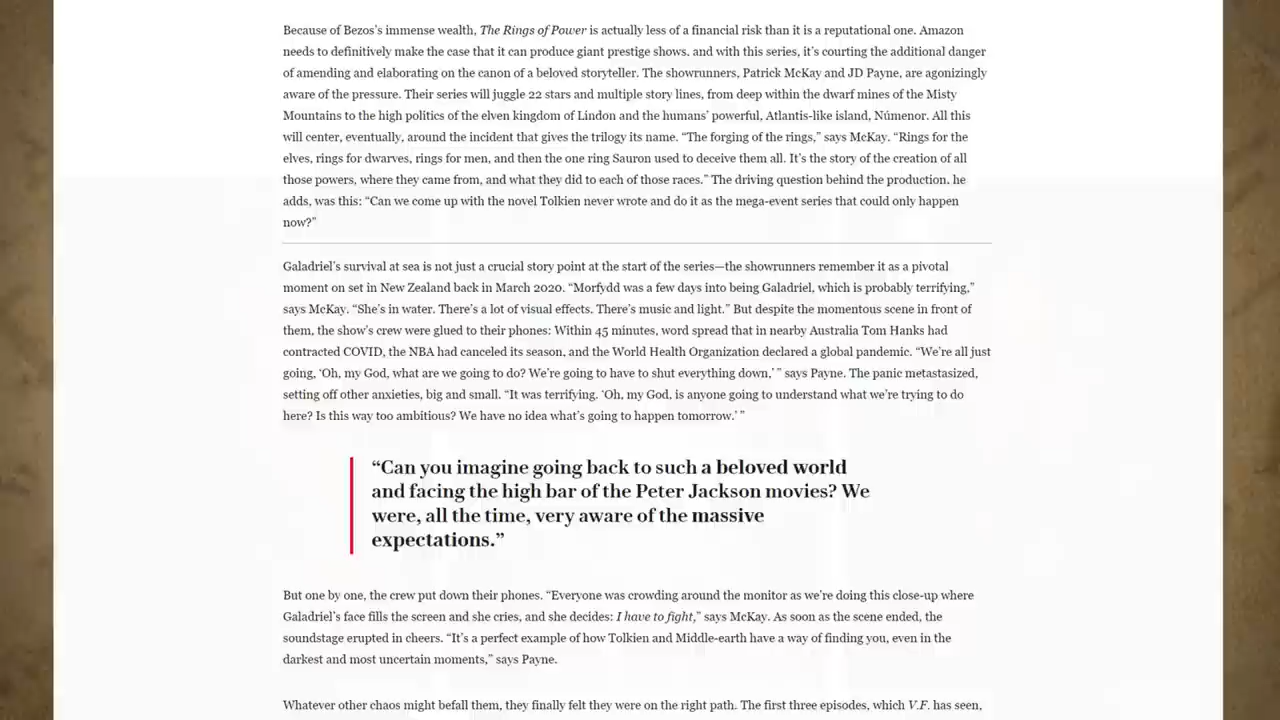 Because of Bezos’s immense wealth, The Rings of Power is actually less of a financial risk than it is a reputational one. Amazon
needs to definitively make the case that it can produce giant prestige shows, and with this series, it’s courting the additional danger
of amending and elaborating on the canon of a beloved storyteller. The showrunners, Patrick McKay and JD Payne, are agonizingly
aware of the pressure. Their series will juggle 22 stars and multiple story lines, from deep within the dwarf mines of the Misty
Mountains to the high politics of the elven kingdom of Lindon and the humans’ powerful, Atlantis-like island, Númenor. All this
will center, eventually, around the incident that gives the trilogy its name. “The forging of the rings,” says McKay. “Rings for the
elves, rings for dwarves, rings for men, and then the one ring Sauron used to deceive them all. It’s the story of the creation of all
those powers, where they came from, and what they did to each of those races.” The driving question behind the production, he
adds, was this: “Can we come up with the novel Tolkien never wrote and do it as the mega-event series that could only happen
now?”
Galadriel’s survival at sea is not just a crucial story point at the start of the series—the showrunners remember it as a pivotal
moment on set in New Zealand back in March 2020. “Morfydd was a few days into being Galadriel, which is probably terrifying,”
says McKay. “She’s in water. There’s a lot of visual effects. There’s music and light.” But despite the momentous scene in front of
them, the show’s crew were glued to their phones: Within 45 minutes, word spread that in nearby Australia Tom Hanks had
contracted COVID, the NBA had canceled its season, and the World Health Organization declared a global pandemic. “We’re all just
going, ‘Oh, my God, what are we going to do? We’re going to have to shut everything down,’ ” says Payne. The panic metastasized,
setting off other anxieties, big and small. “It was terrifying. ‘Oh, my God, is anyone going to understand what we’re trying to do
here? Is this way too ambitious? We have no idea what’s going to happen tomorrow.’ ”
“Can you imagine going back to such a beloved world
and facing the high bar of the Peter Jackson movies? We
were, all the time, very aware of the massive
expectations.”
But one by one, the crew put down their phones. “Everyone was crowding around the monitor as we’re doing this close-up where
Galadriel’s face fills the screen and she cries, and she decides: I have to fight,” says McKay. As soon as the scene ended, the
soundstage erupted in cheers. “It’s a perfect example of how Tolkien and Middle-earth have a way of finding you, even in the
darkest and most uncertain moments,” says Payne.
Whatever other chaos might befall them, they finally felt they were on the right path. The first three episodes, which V.F. has seen,